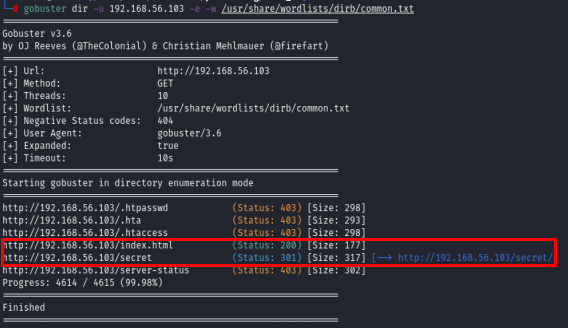 # gobuster dir -u 192.168.56.103 -e -w /usr/share/wordlists/dirb/common.txt
Gobuster v3.6
by OJ Reeves (@TheColonial) & Christian Mehlmauer (@firefart)
[+] Url: http://192.168.56.103
[+] Method: GET
[+] Threads: 10
[+] Wordlist: /usr/share/wordlists/dirb/common.txt
[+] Negative Status codes: 404
[+] User Agent: gobuster/3.6
[+] Expanded: true
[+] Timeout: 10s
Starting gobuster in directory enumeration mode
http://192.168.56.103/.htpasswd (Status: 403) [Size: 298]
http://192.168.56.103/.hta (Status: 403) [Size: 293]
http://192.168.56.103/.htaccess (Status: 403) [Size: 298]
http://192.168.56.103/index.html (Status: 200) [Size: 177]
http://192.168.56.103/secret (Status: 301) [Size: 317] [--> http://192.168.56.103/secret/
http://192.168.56.103/server-status (Status: 403) [Size: 302]
Progress: 4614 / 4615 (99.98%)
Finished